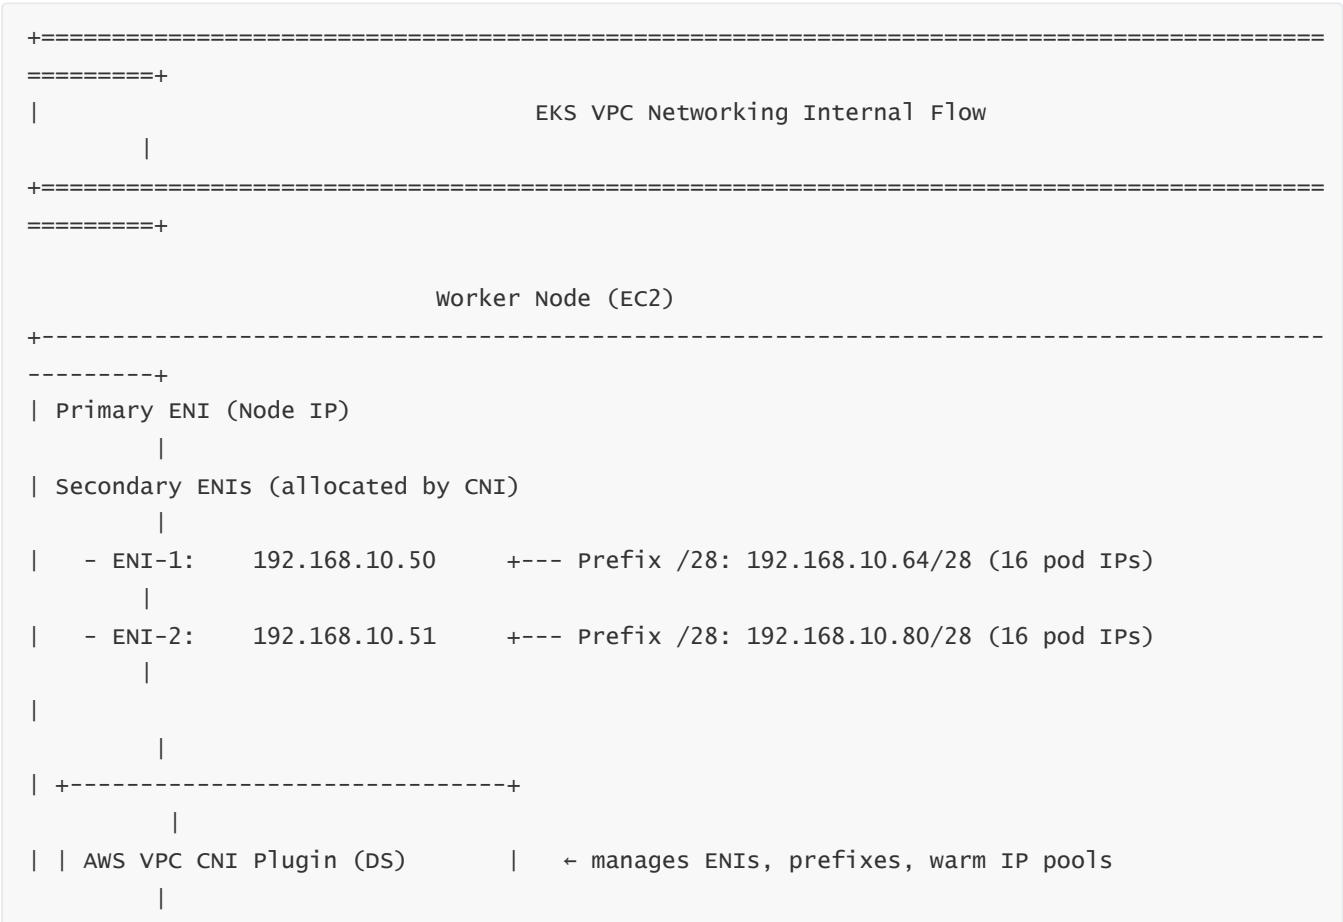 +===========================================================================================
=========+
|                                   EKS VPC Networking Internal Flow
        |
+===========================================================================================
=========+
                             Worker Node (EC2)
+-------------------------------------------------------------------------------------------
---------+
| Primary ENI (Node IP)
         |
| Secondary ENIs (allocated by CNI)
         |
|   - ENI-1:    192.168.10.50     +--- Prefix /28: 192.168.10.64/28 (16 pod IPs)
        |
|   - ENI-2:    192.168.10.51     +--- Prefix /28: 192.168.10.80/28 (16 pod IPs)
        |
|
         |
| +-------------------------------+
          |
| | AWS VPC CNI Plugin (DS)       |   ← manages ENIs, prefixes, warm IP pools
         |